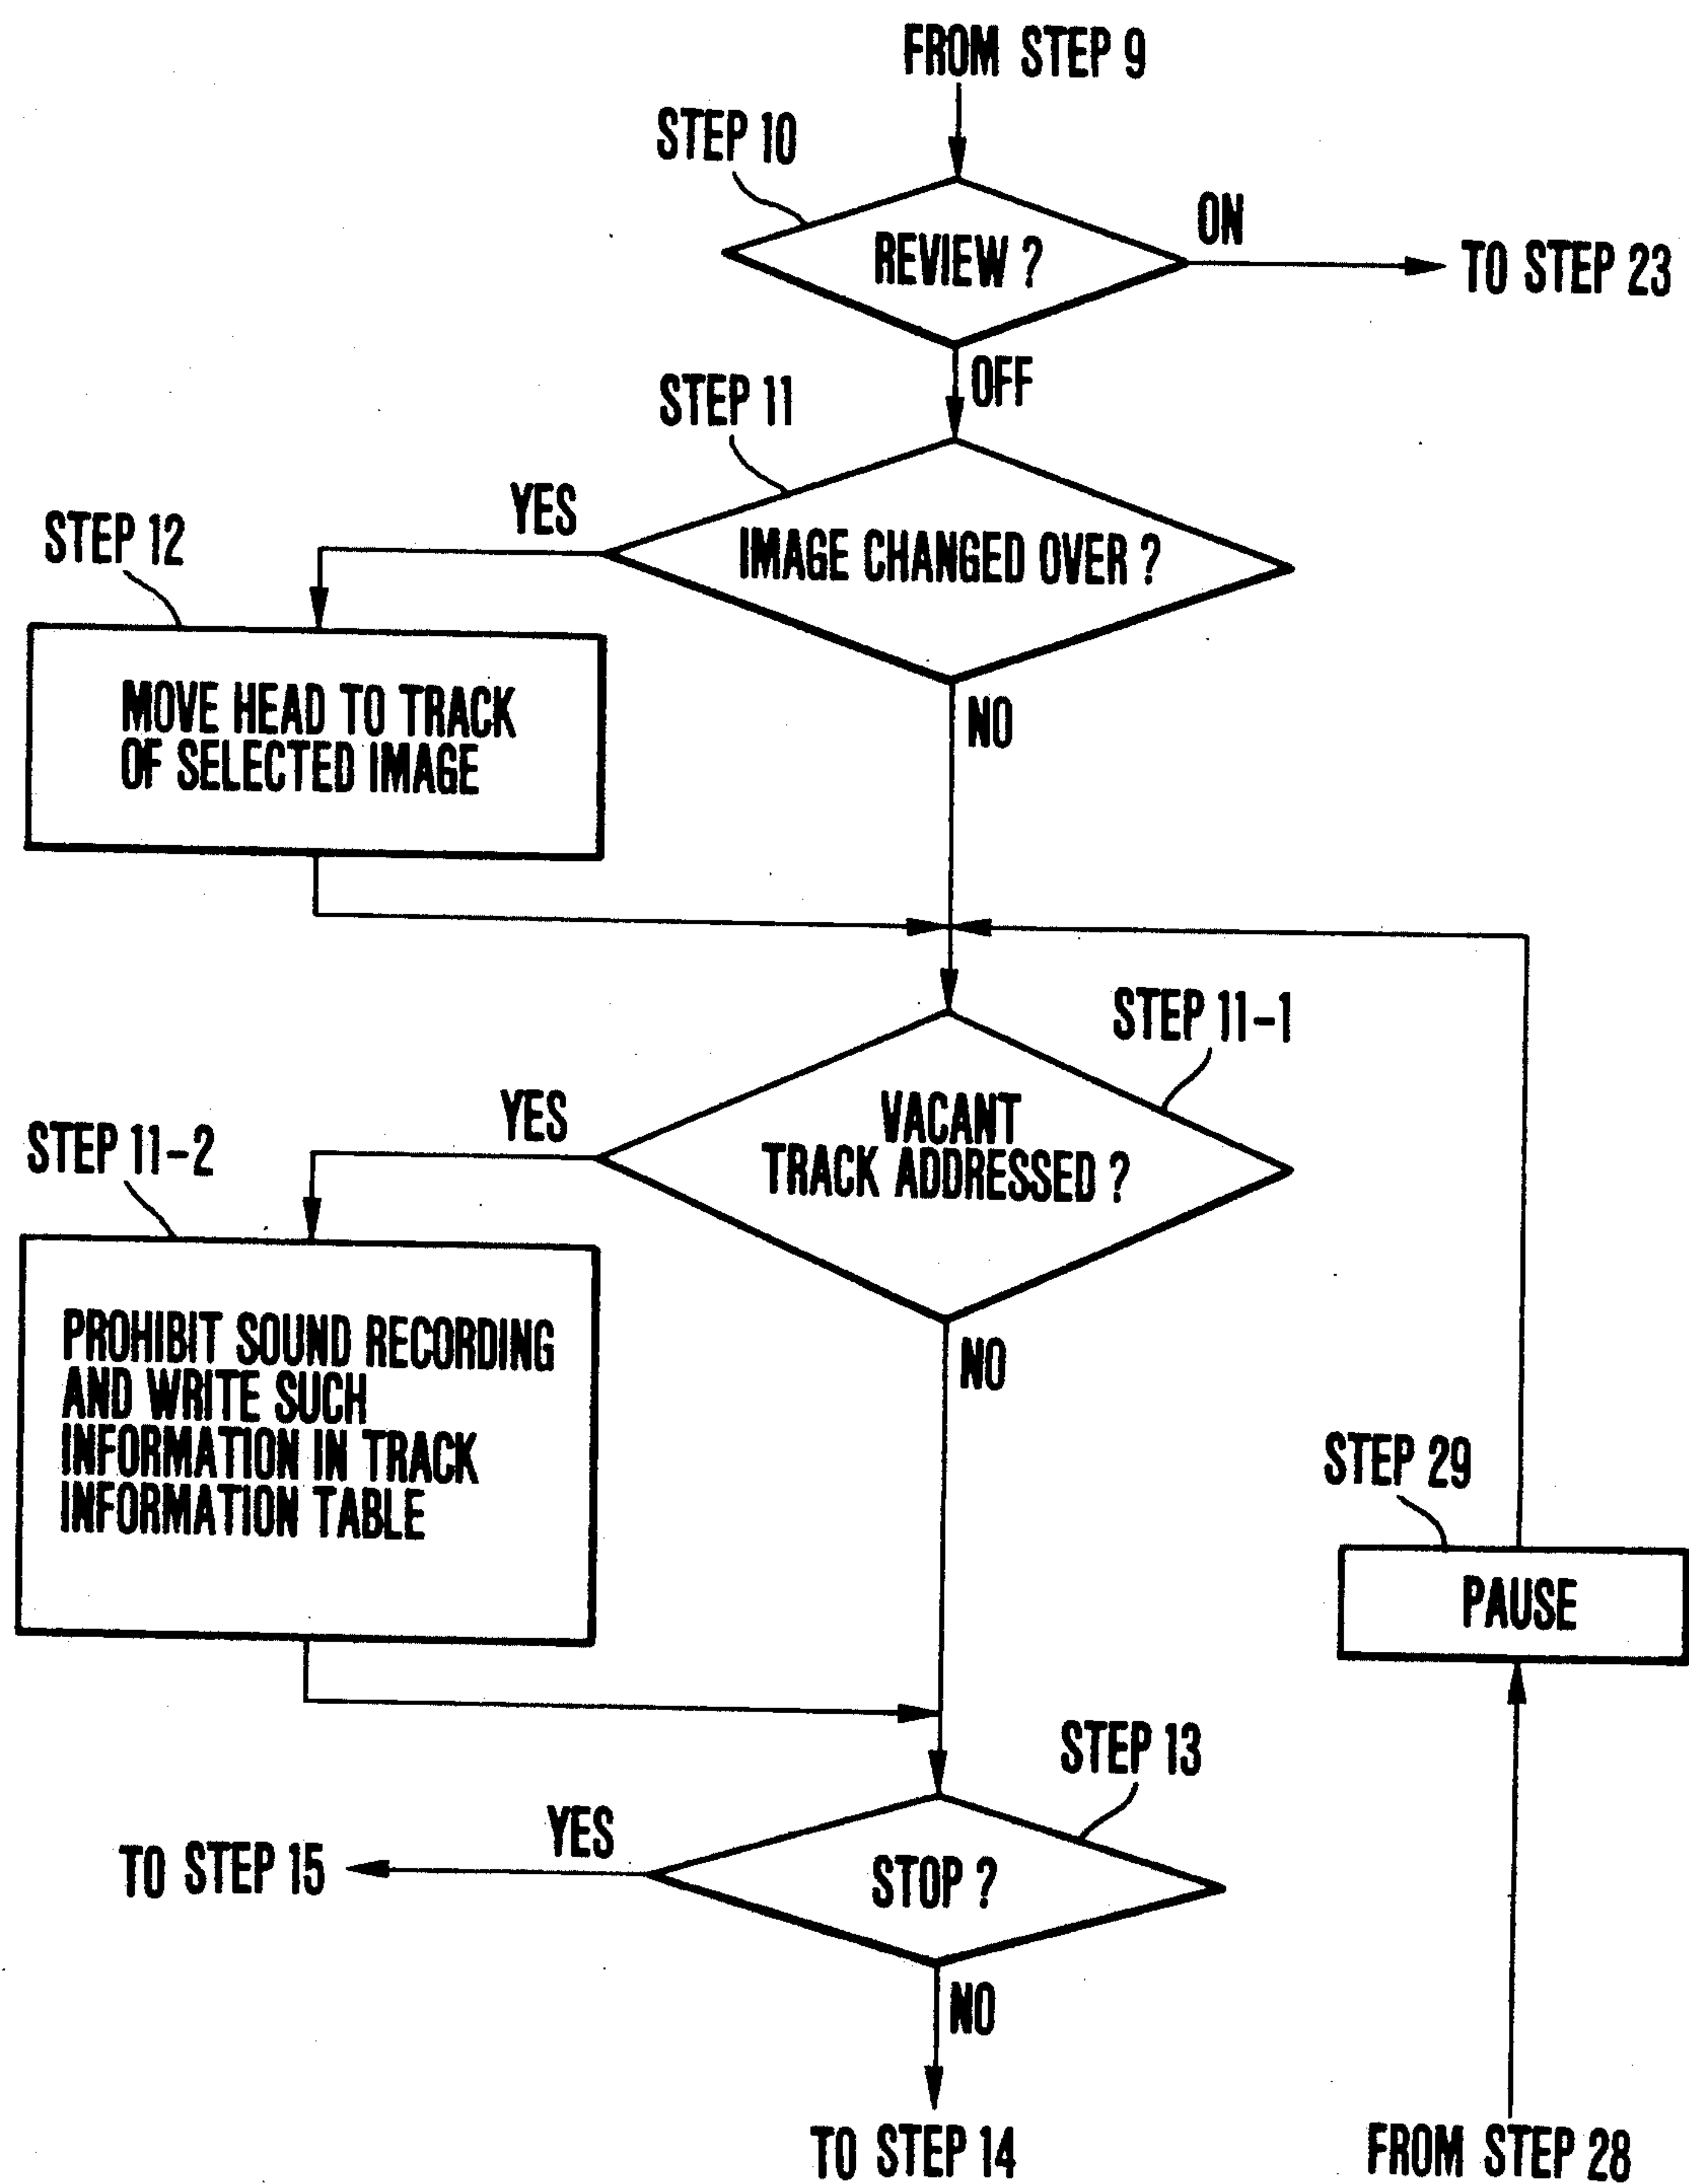 FROM STEP 9
STEP 10
REVIEW ?
ON
TO STEP 23
OFF
STEP 11
IMAGE CHANGED OVER ?
YES
STEP 12
MOVE HEAD TO TRACK
OF SELECTED IMAGE
NO
STEP 11-1
VACANT
TRACK ADDRESSED ?
YES
STEP 11-2
PROHIBIT SOUND RECORDING
AND WRITE SUCH
INFORMATION IN TRACK
INFORMATION TABLE
NO
STEP 29
PAUSE
STEP 13
STOP ?
YES
TO STEP 15
NO
TO STEP 14
FROM STEP 28